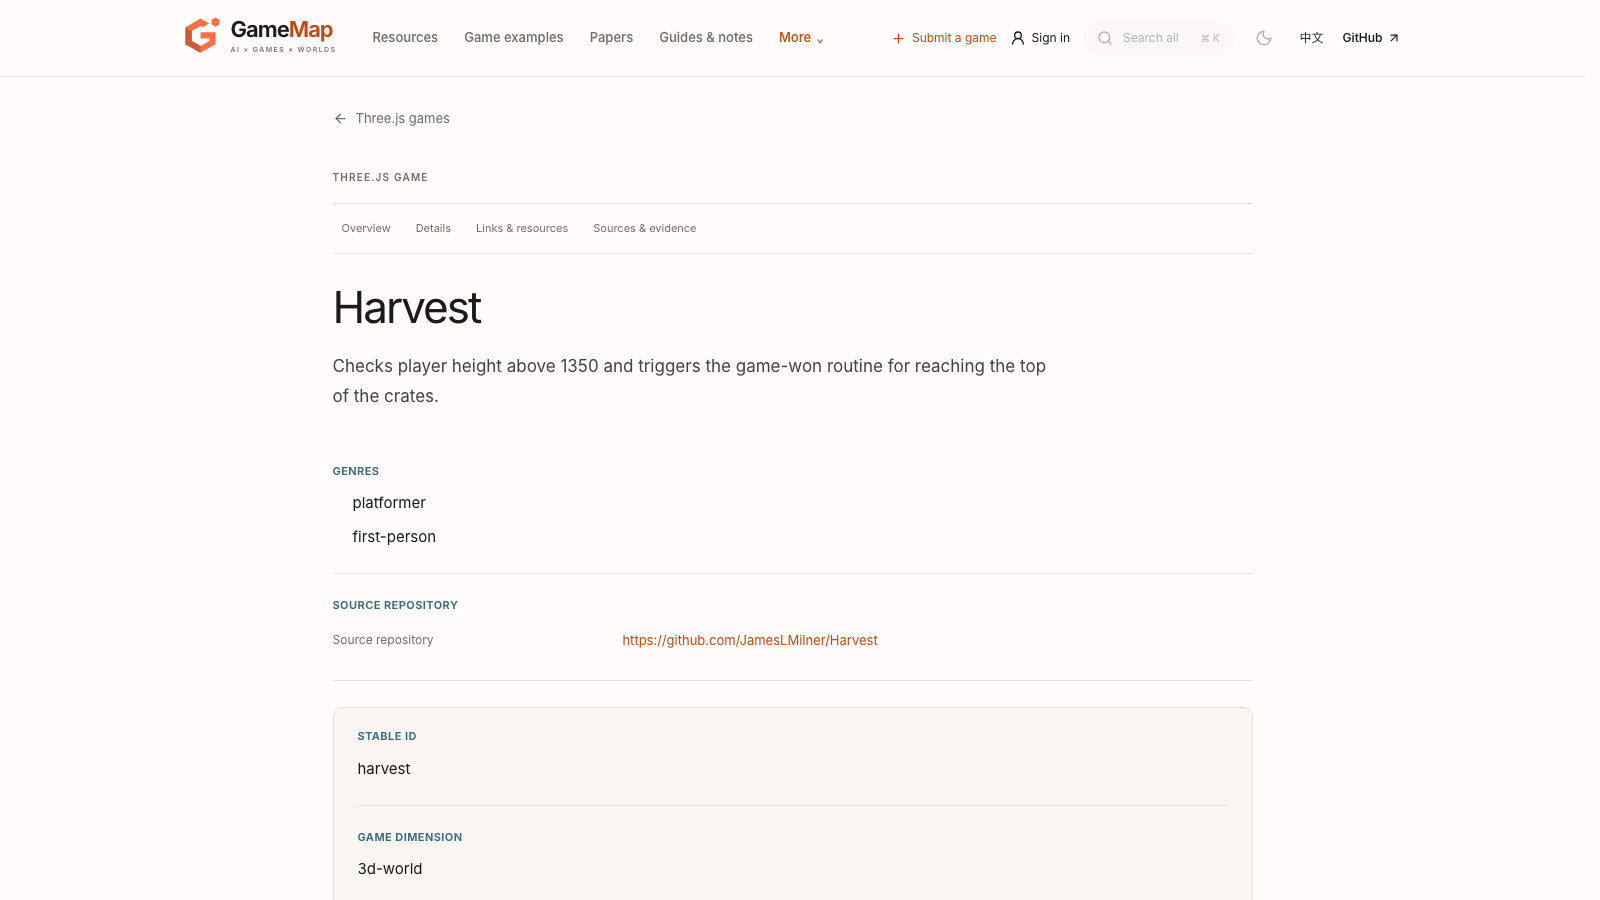 GameMap
AI × GAMES × WORLDS
Resources
Game examples
Papers
Guides & notes
More
Submit a game
Sign in
Search all
⌘ K
中文
GitHub
Three.js games
THREE.JS GAME
Overview
Details
Links & resources
Sources & evidence
Harvest
Checks player height above 1350 and triggers the game-won routine for reaching the top
of the crates.
GENRES
platformer
first-person
SOURCE REPOSITORY
Source repository
https://github.com/JamesLMilner/Harvest
STABLE ID
harvest
GAME DIMENSION
3d-world